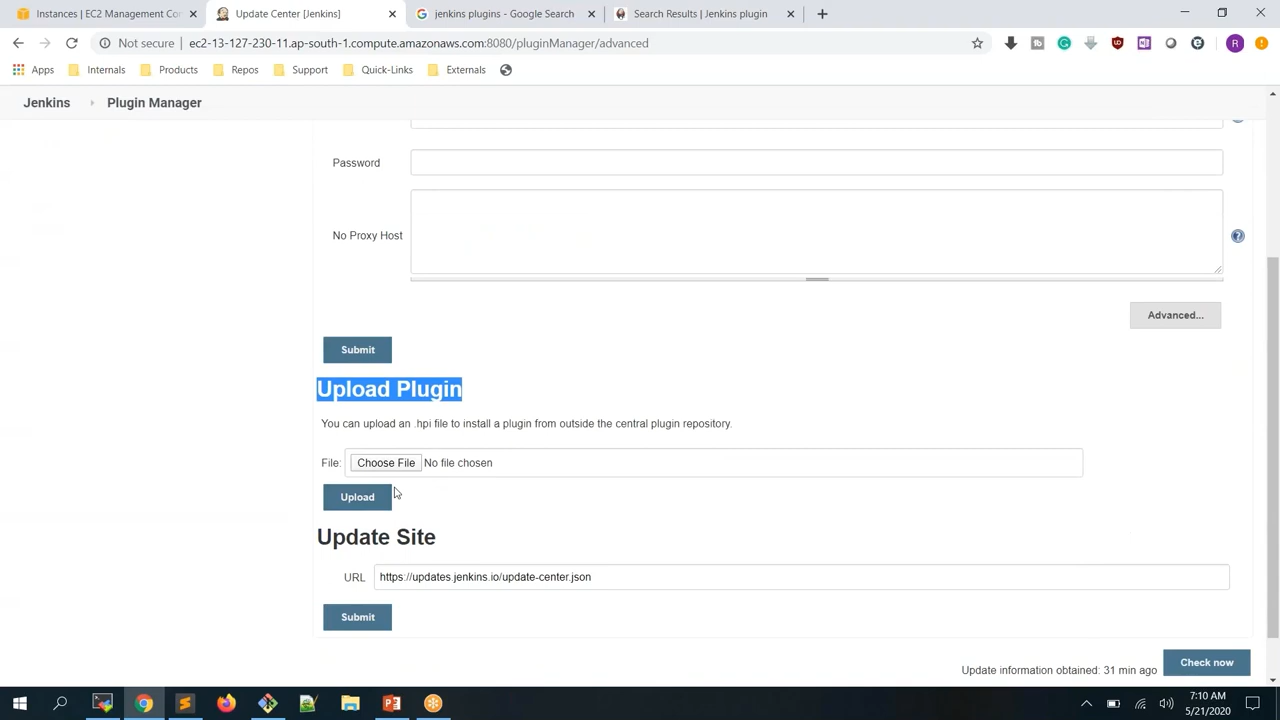 Instances | EC2 Management Con
Update Center [Jenkins]
jenkins plugins - Google Search
Search Results | Jenkins plugin
Not secure
ec2-13-127-230-11.ap-south-1.compute.amazonaws.com:8080/pluginManager/advanced
R
Apps
Internals
Products
Repos
Support
Quick-Links
Externals
Jenkins
Plugin Manager
Password
No Proxy Host
Advanced...
Submit
Upload Plugin
You can upload an .hpi file to install a plugin from outside the central plugin repository.
File:
Choose File No file chosen
Upload
Update Site
URL
https://updates.jenkins.io/update-center.json
Submit
Update information obtained: 31 min ago
Check now
7:10 AM
5/21/2020